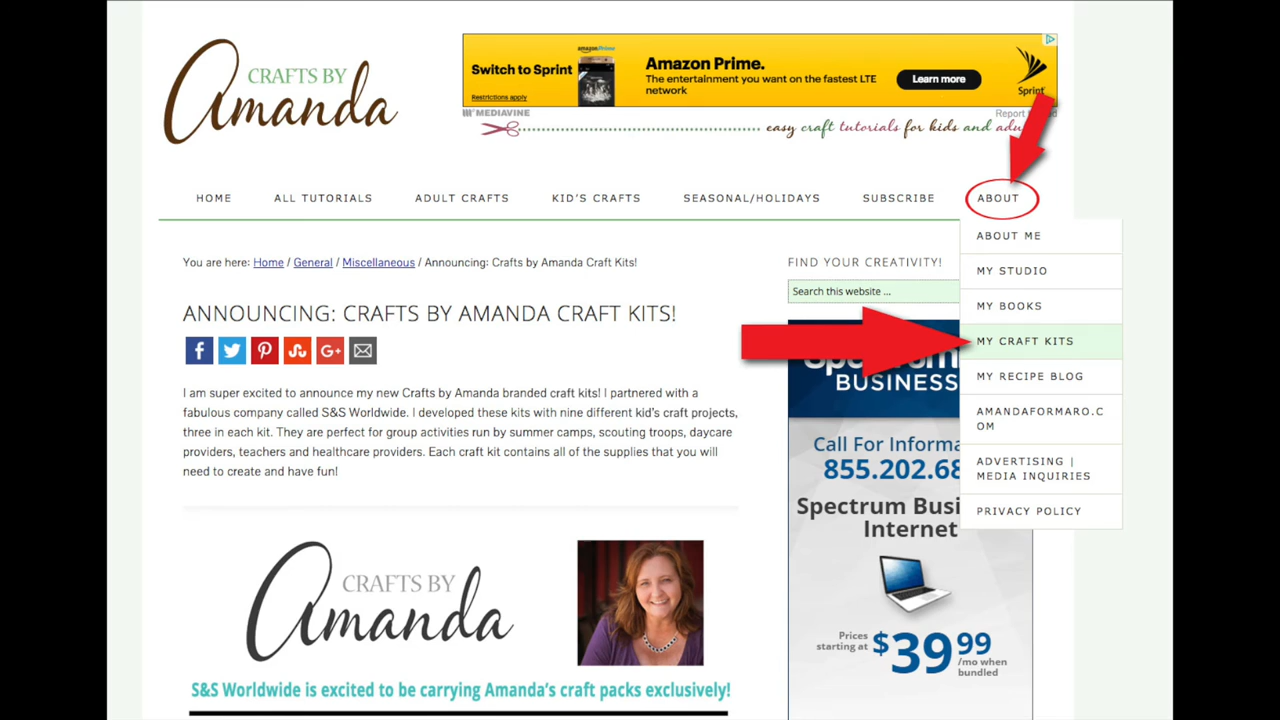 CRAFTS BY
Amanda
amazonPrime
Switch to Sprint
Restrictions apply
Amazon Prime.
The entertainment you want on the fastest LTE
network
Learn more
Sprint
MEDIAVINE
Report
easy craft tutorials for kids and adu
HOME
ALL TUTORIALS
ADULT CRAFTS
KID'S CRAFTS
SEASONAL/HOLIDAYS
SUBSCRIBE
ABOUT
ABOUT ME
MY STUDIO
MY BOOKS
MY CRAFT KITS
MY RECIPE BLOG
AMANDAFORMARO.C
OM
ADVERTISING |
MEDIA INQUIRIES
PRIVACY POLICY
You are here: Home / General / Miscellaneous / Announcing: Crafts by Amanda Craft Kits!
ANNOUNCING: CRAFTS BY AMANDA CRAFT KITS!
I am super excited to announce my new Crafts by Amanda branded craft kits! I partnered with a
fabulous company called S&S Worldwide. I developed these kits with nine different kid's craft projects,
three in each kit. They are perfect for group activities run by summer camps, scouting troops, daycare
providers, teachers and healthcare providers. Each craft kit contains all of the supplies that you will
need to create and have fun!
CRAFTS BY
Amanda
S&S Worldwide is excited to be carrying Amanda's craft packs exclusively!
FIND YOUR CREATIVITY!
Search this website ...
BUSINESS
Call For Informa
855.202.68
Spectrum Busi
Internet
Prices
starting at
$39 99
/mo when
bundled